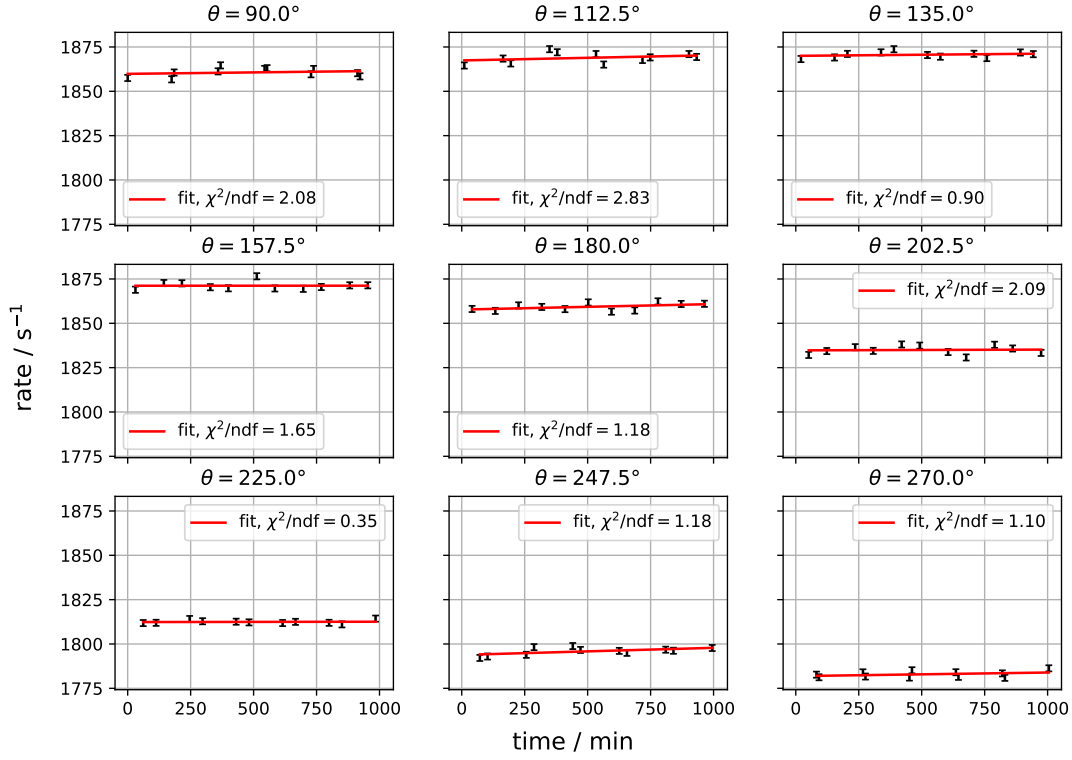 θ = 90.0°
θ = 112.5°
θ = 135.0°
1875
1850
1825
1800
1775
fit, χ²/ndf = 2.08
fit, χ²/ndf = 2.83
fit, χ²/ndf = 0.90
θ = 157.5°
θ = 180.0°
θ = 202.5°
1875
1850
1825
1800
1775
fit, χ²/ndf = 1.65
fit, χ²/ndf = 1.18
fit, χ²/ndf = 2.09
rate / s⁻¹
θ = 225.0°
θ = 247.5°
θ = 270.0°
1875
1850
1825
1800
1775
fit, χ²/ndf = 0.35
fit, χ²/ndf = 1.18
fit, χ²/ndf = 1.10
0 250 500 750 1000
0 250 500 750 1000
0 250 500 750 1000
time / min